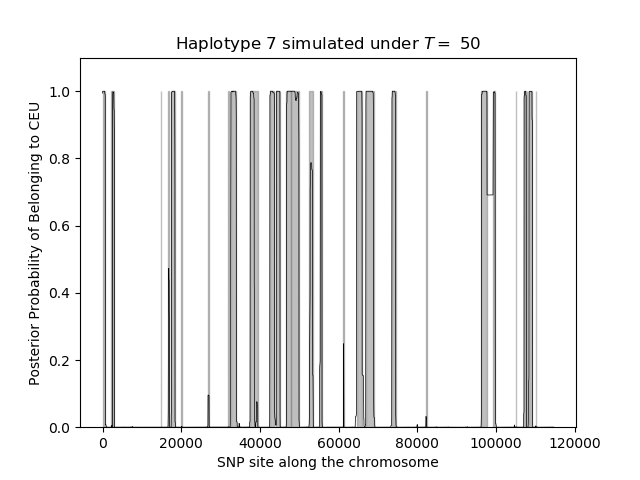 Haplotype 7 simulated under T = 50
Posterior Probability of Belonging to CEU
1.0
0.8
0.6
0.4
0.2
0.0
0 20000 40000 60000 80000 100000 120000
SNP site along the chromosome